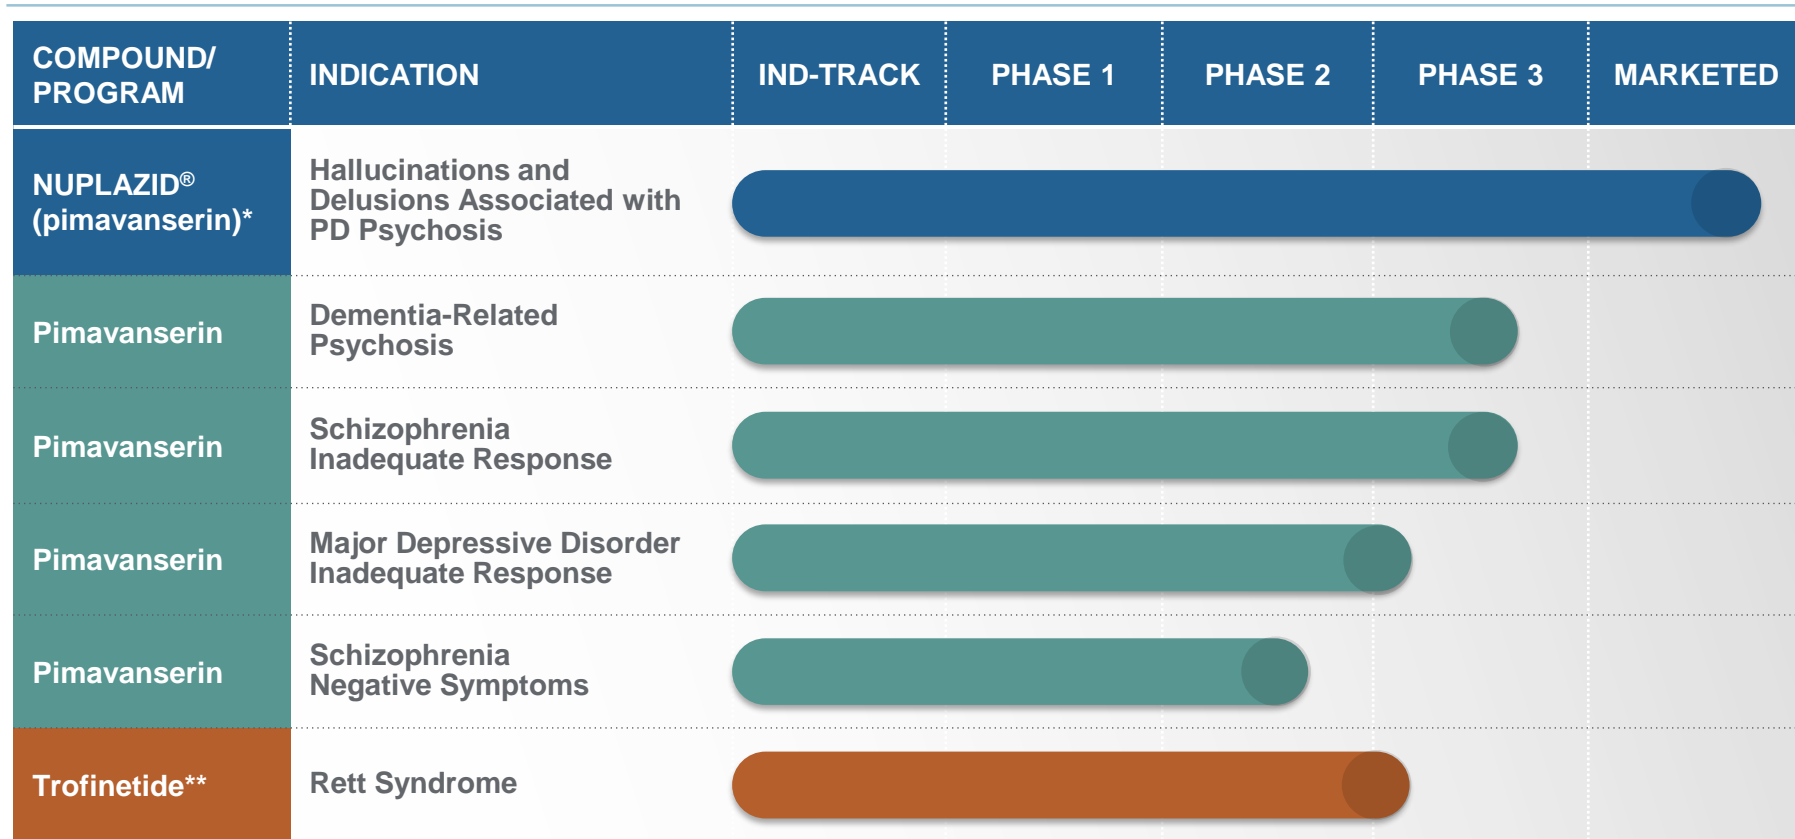 COMPOUND/
PROGRAM
INDICATION
IND-TRACK
PHASE 1
PHASE 2
PHASE 3
MARKETED
NUPLAZID®
(pimavanserin)*
Hallucinations and
Delusions Associated with
PD Psychosis
Pimavanserin
Dementia-Related
Psychosis
Pimavanserin
Schizophrenia
Inadequate Response
Pimavanserin
Major Depressive Disorder
Inadequate Response
Pimavanserin
Schizophrenia
Negative Symptoms
Trofinetide**
Rett Syndrome